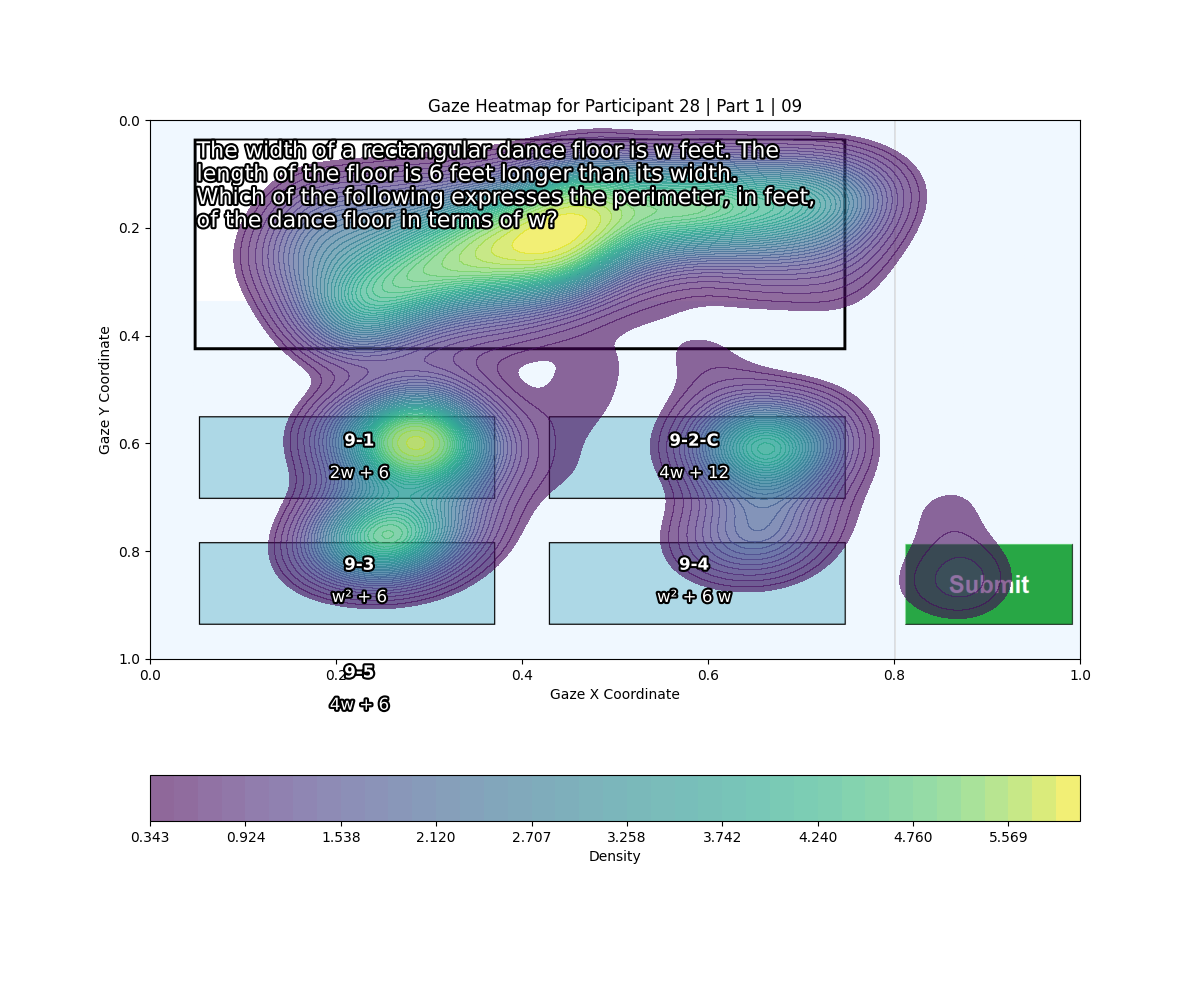 Gaze Heatmap for Participant 28 | Part 1 | 09
The width of a rectangular dance floor is w feet. The
length of the floor is 6 feet longer than its width.
Which of the following expresses the perimeter, in feet,
of the dance floor in terms of w?
0.0
0.2
0.4
0.6
0.8
1.0
Gaze Y Coordinate
9-1
2w + 6
9-2-C
4w + 12
9-3
w² + 6
9-4
w² + 6 w
Submit
0.0
0.2
0.4
0.6
0.8
1.0
9-5
4w + 6
Gaze X Coordinate
0.343
0.924
1.538
2.120
2.707
3.258
3.742
4.240
4.760
5.569
Density